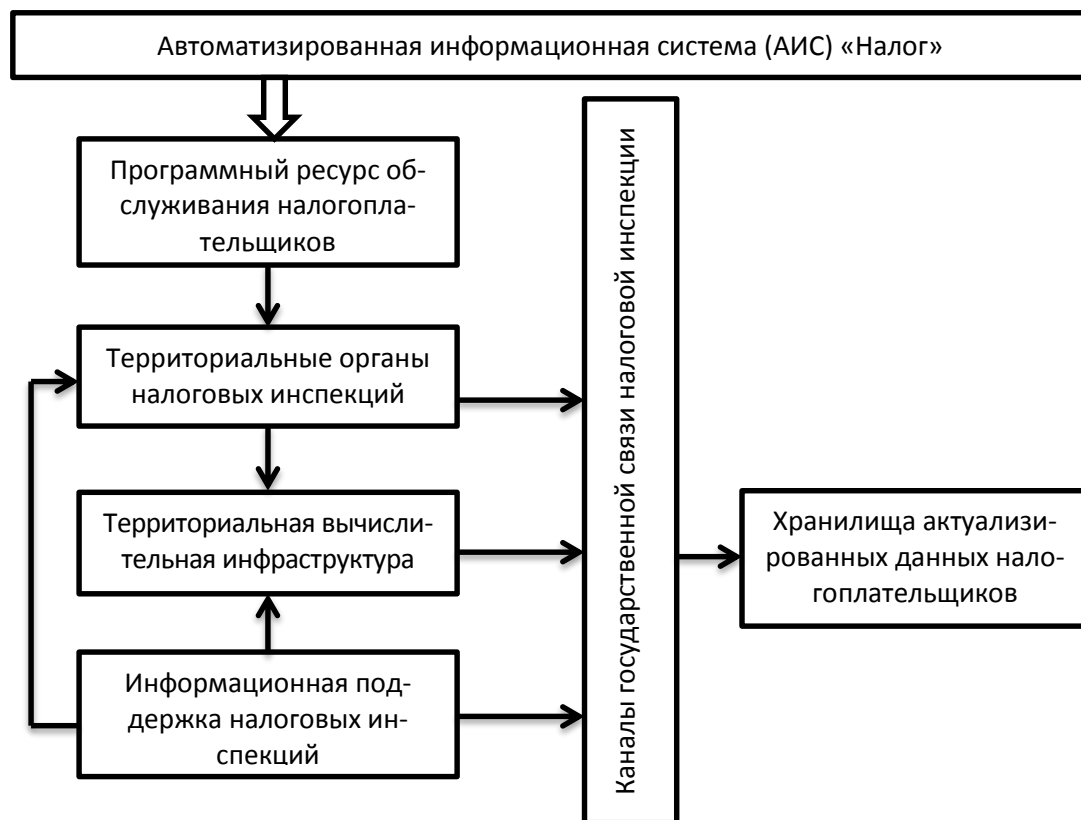 Автоматизированная информационная система (АИС) «Налог»
Программный ресурс об-
служивания налогопла-
тельщиков
Территориальные органы
налоговых инспекций
Территориальная вычисли-
тельная инфраструктура
Информационная под-
держка налоговых ин-
спекций
Каналы государственной связи налоговой инспекции
Хранилища актуализи-
рованных данных нало-
гоплательщиков